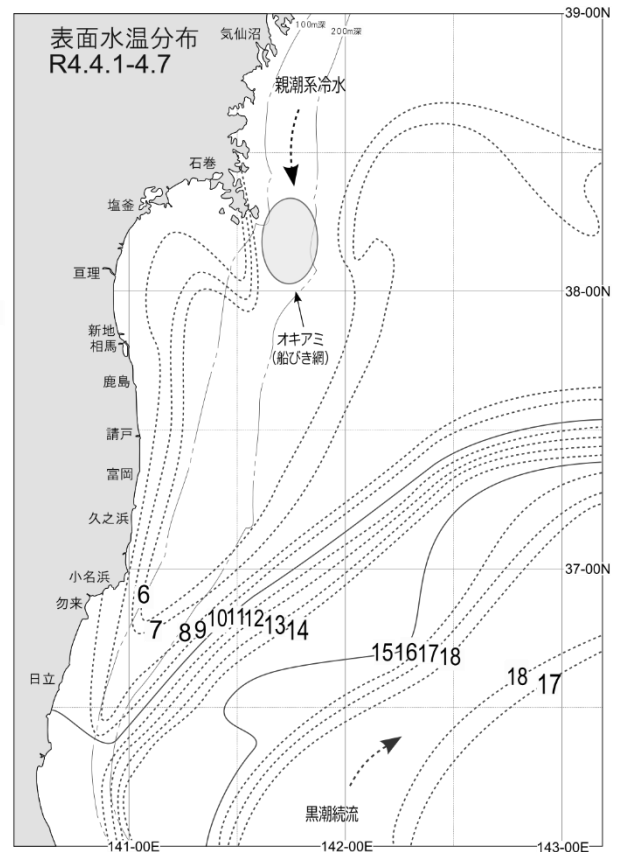 表面水温分布
R4.4.1-4.7
39-00N
100m深
200m深
気仙沼
親潮系冷水
石巻
塩釜
亘理
38-00N
オキアミ
(船びき網)
新地
相馬
鹿島
請戸
富岡
久之浜
37-00N
小名浜
勿来
6
7
8
9
10
11
12
13
14
15
16
17
18
18
17
日立
黒潮続流
141-00E
142-00E
143-00E